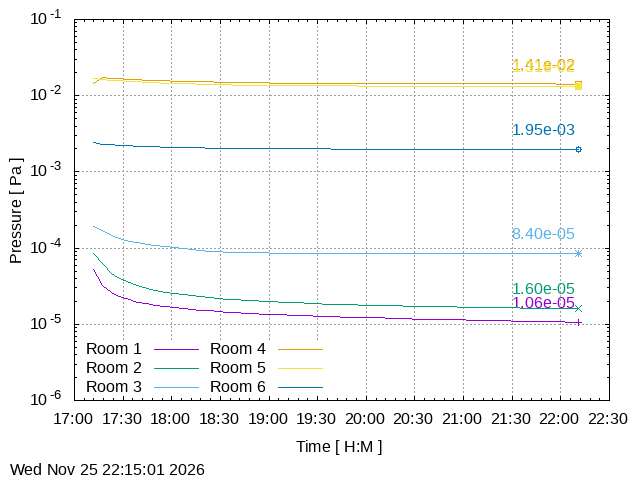 10^-1
10^-2
10^-3
10^-4
10^-5
10^-6
Pressure [ Pa ]
1.41e-02
1.95e-03
8.40e-05
1.60e-05
1.06e-05
Room 1
Room 2
Room 3
Room 4
Room 5
Room 6
17:00 17:30 18:00 18:30 19:00 19:30 20:00 20:30 21:00 21:30 22:00 22:30
Time [ H:M ]
Wed Nov 25 22:15:01 2026